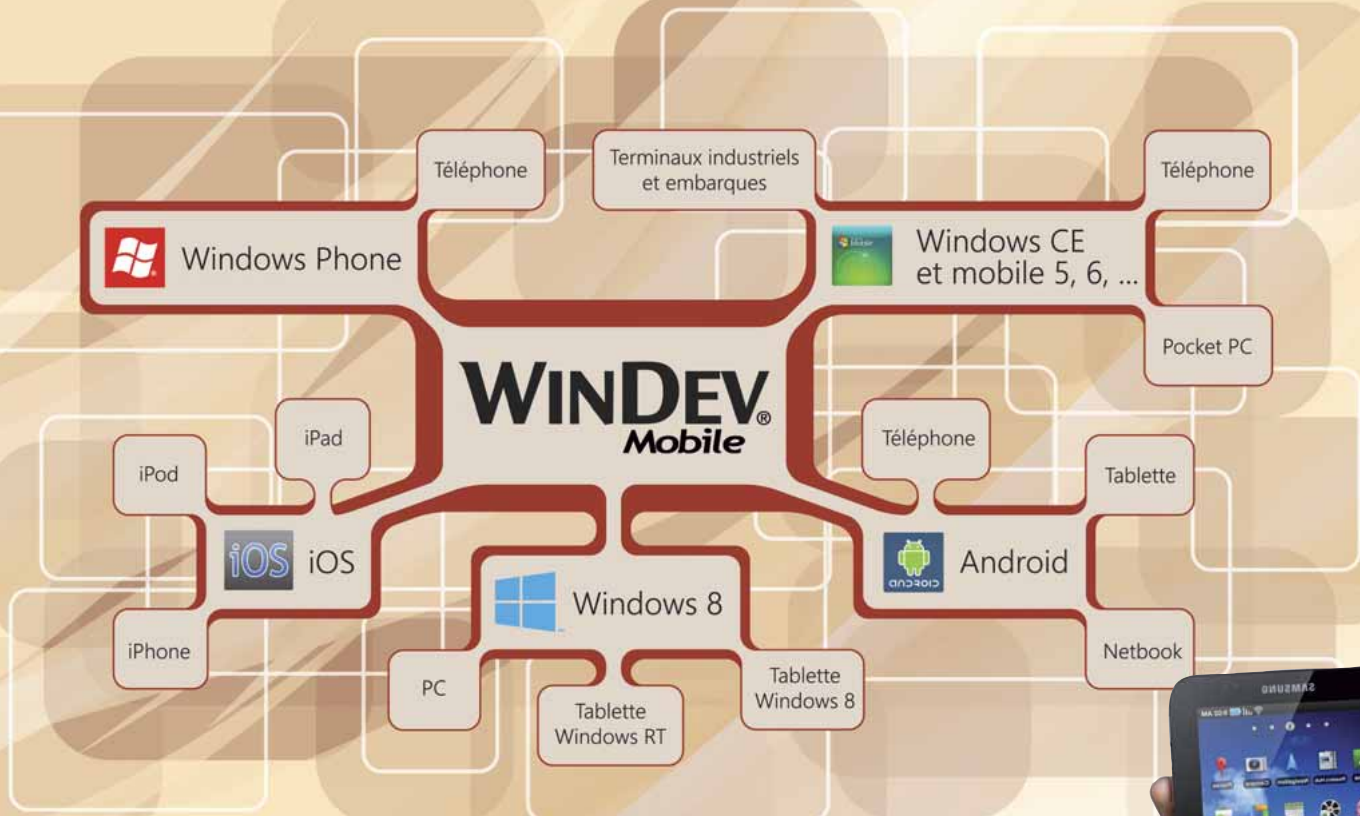 Téléphone
Terminaux industriels
et embarques
Téléphone
Windows Phone
Windows CE
et mobile 5, 6, ...
Pocket PC
WINDEV®
Mobile
iPad
iPod
iOS iOS
iPhone
Téléphone
Tablette
ANDROID Android
Netbook
Windows 8
PC
Tablette
Windows RT
Tablette
Windows 8
SAMSUNG